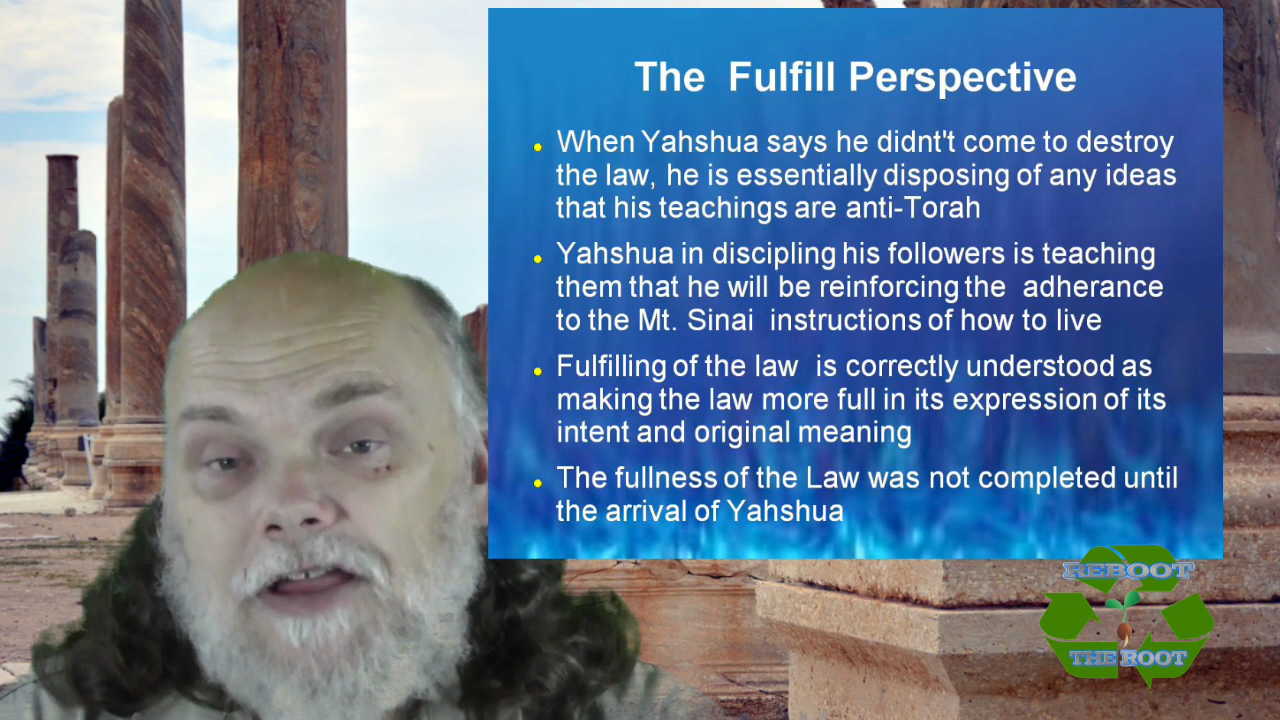 The Fulfill Perspective
When Yahshua says he didnt't come to destroy
the law, he is essentially disposing of any ideas
that his teachings are anti-Torah
Yahshua in discipling his followers is teaching
them that he will be reinforcing the adherance
to the Mt. Sinai instructions of how to live
Fulfilling of the law is correctly understood as
making the law more full in its expression of its
intent and original meaning
The fullness of the Law was not completed until
the arrival of Yahshua
REBOOT
THE ROOT